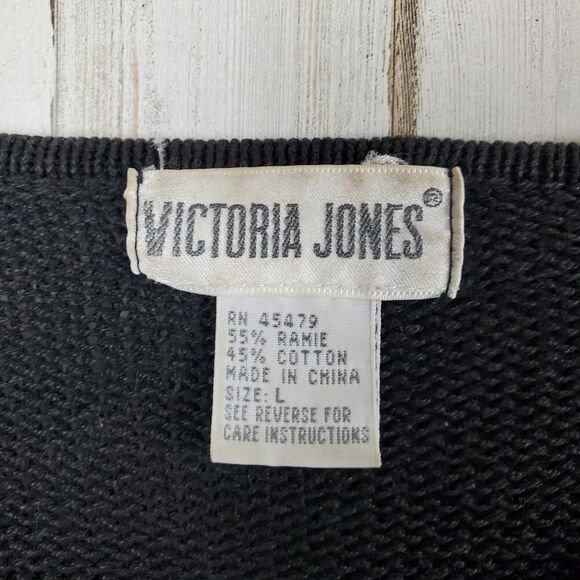 VICTORIA JONES®
RN 45479
55% RAMIE
45% COTTON
MADE IN CHINA
SIZE: L
SEE REVERSE FOR
CARE INSTRUCTIONS